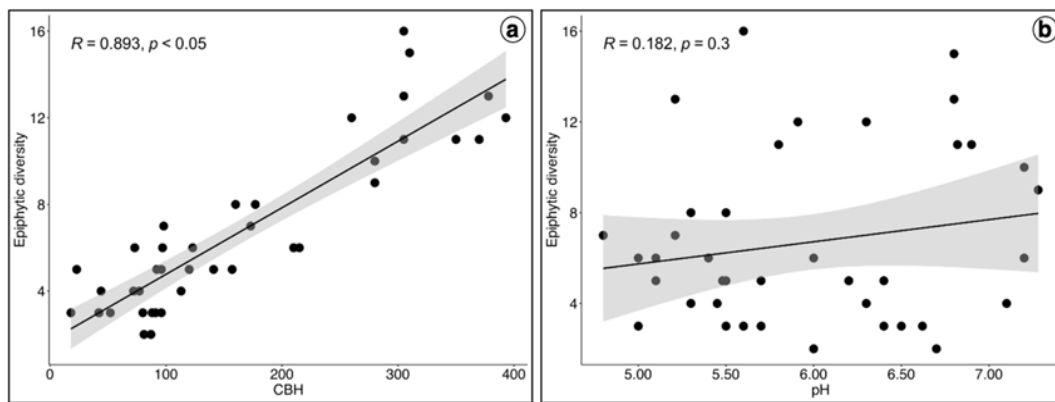 a
R = 0.893, p < 0.05
16
12
8
4
Epiphytic diversity
0
100
200
300
400
CBH
b
R = 0.182, p = 0.3
16
12
8
4
Epiphytic diversity
5.00
5.50
6.00
6.50
7.00
pH